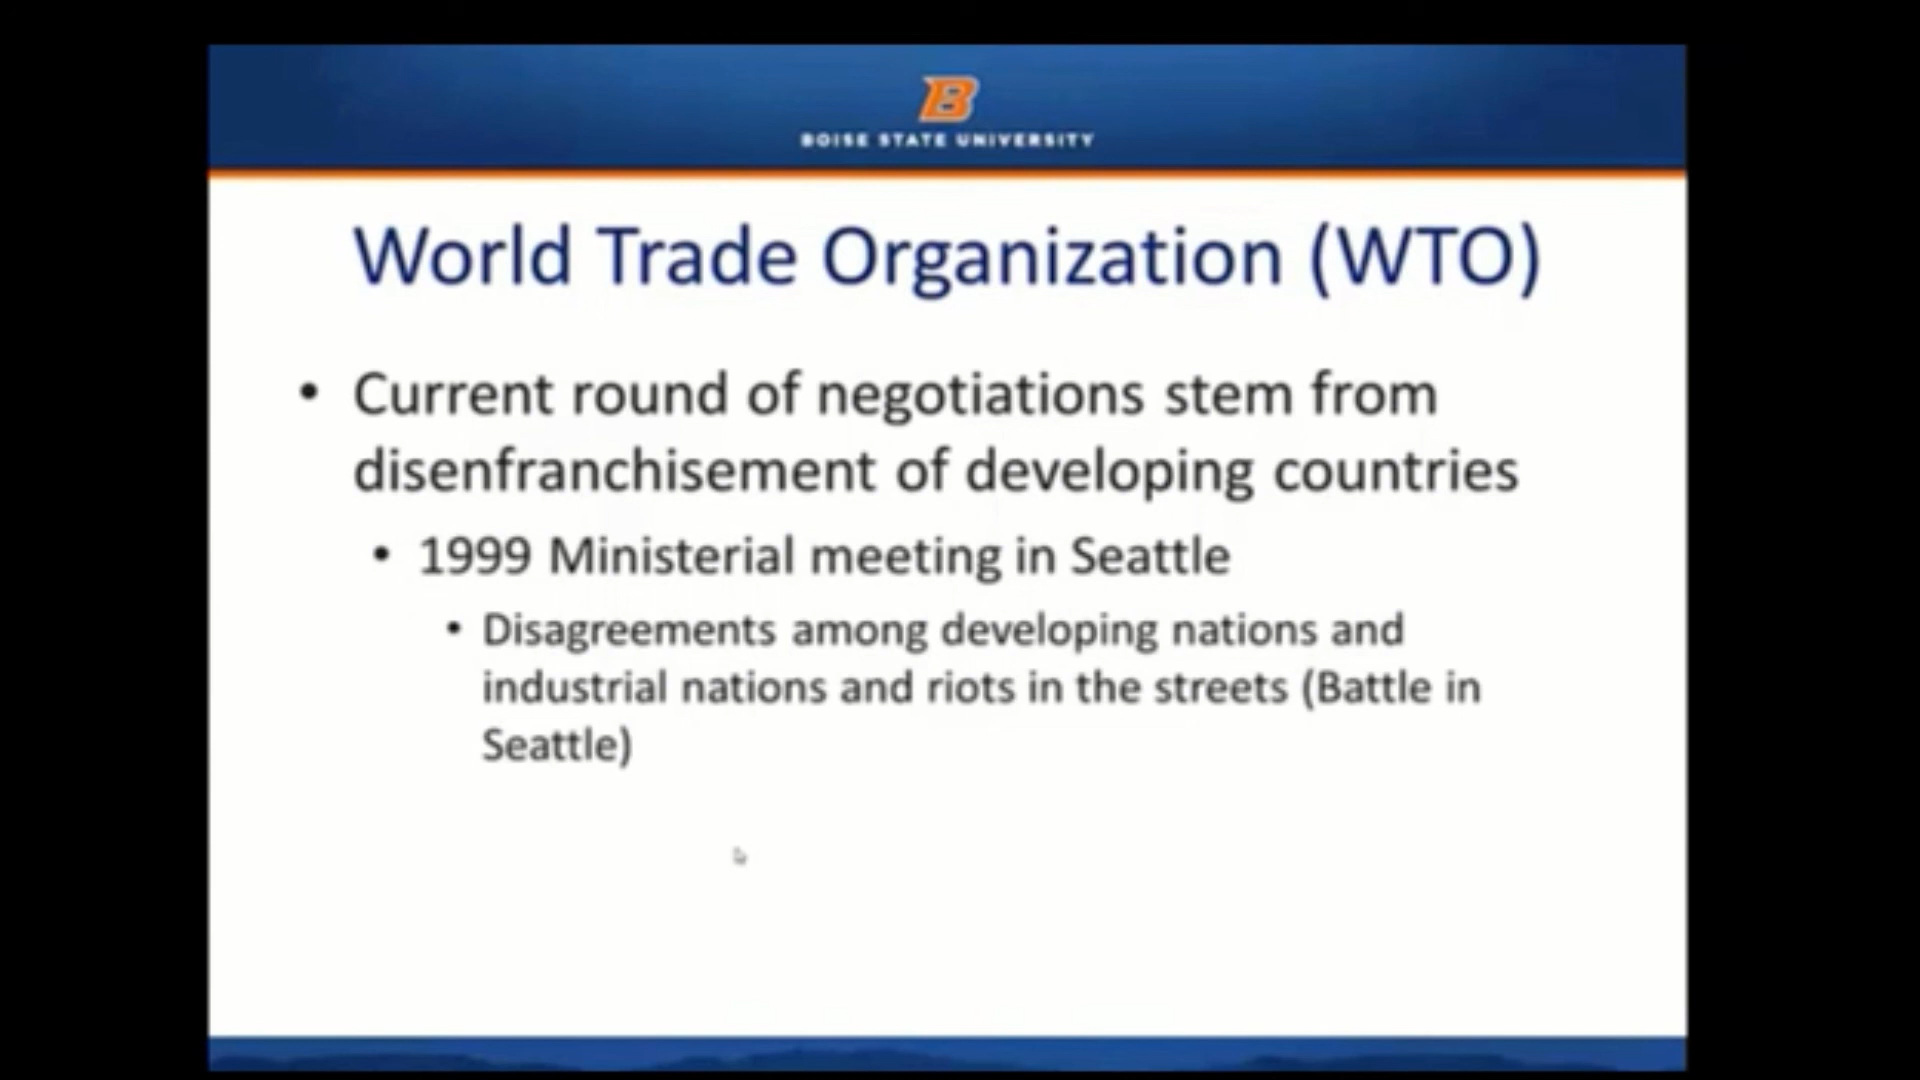 B
BOISE STATE UNIVERSITY
World Trade Organization (WTO)
• Current round of negotiations stem from
disenfranchisement of developing countries
• 1999 Ministerial meeting in Seattle
• Disagreements among developing nations and
industrial nations and riots in the streets (Battle in
Seattle)